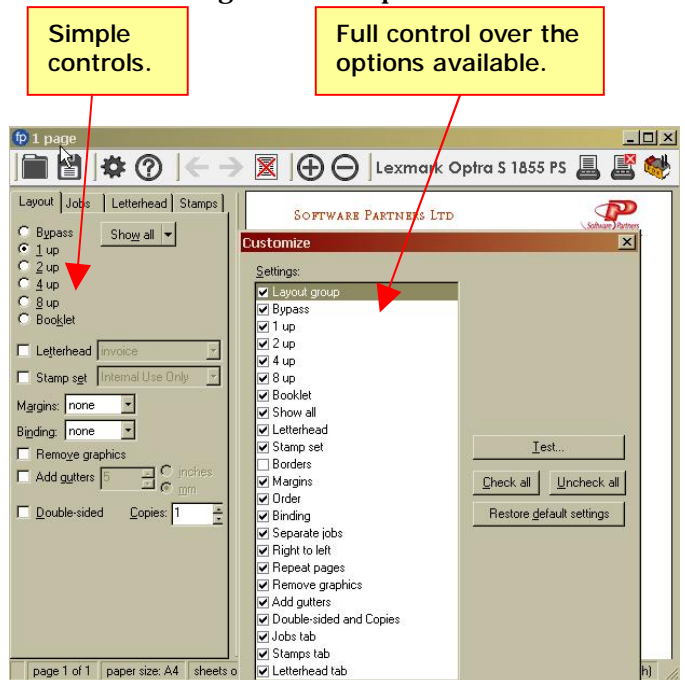 Simple
controls.
Full control over the
options available.
fp 1 page
Lexmark Optra S 1855 PS
Layout
Jobs
Letterhead
Stamps
Bypass
Show all
1 up
2 up
4 up
8 up
Booklet
Letterhead
invoice
Stamp set
Internal Use Only
Margins:
none
Binding:
none
Remove graphics
Add gutters
5
inches
mm
Double-sided
Copies:
1
page 1 of 1
paper size: A4
sheets o
SOFTWARE PARTNERS LTD
Software Partners
Customize
Settings:
Layout group
Bypass
1 up
2 up
4 up
8 up
Booklet
Show all
Letterhead
Stamp set
Borders
Margins
Order
Binding
Separate jobs
Right to left
Repeat pages
Remove graphics
Add gutters
Double-sided and Copies
Jobs tab
Stamps tab
Letterhead tab
Test...
Check all
Uncheck all
Restore default settings
h)